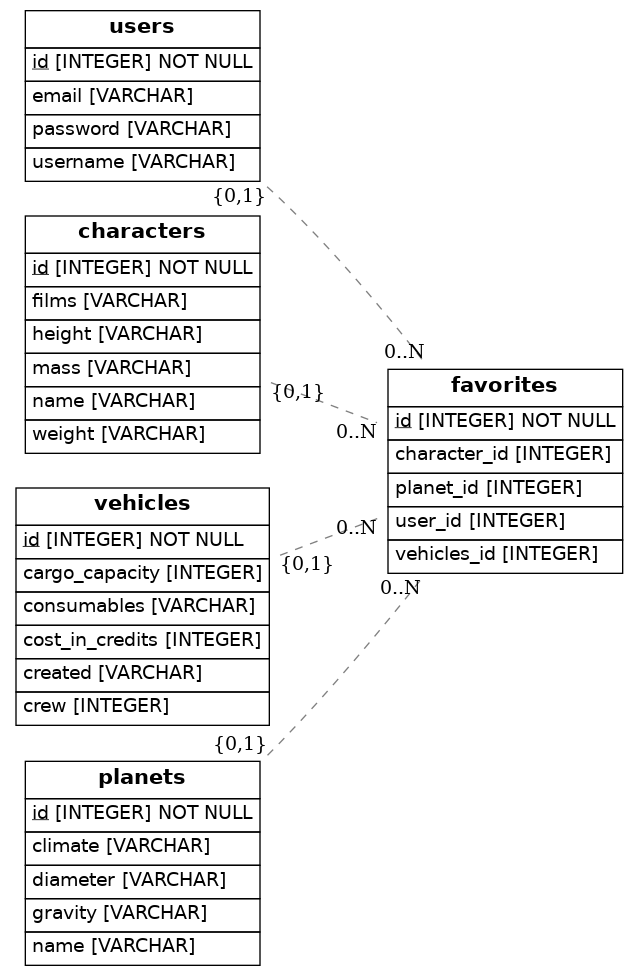 users
id [INTEGER] NOT NULL
email [VARCHAR]
password [VARCHAR]
username [VARCHAR]
{0,1}
characters
id [INTEGER] NOT NULL
films [VARCHAR]
height [VARCHAR]
mass [VARCHAR]
name [VARCHAR]
weight [VARCHAR]
{0,1}
0..N
0..N
favorites
id [INTEGER] NOT NULL
character_id [INTEGER]
planet_id [INTEGER]
user_id [INTEGER]
vehicles_id [INTEGER]
0..N
0..N
vehicles
id [INTEGER] NOT NULL
cargo_capacity [INTEGER]
consumables [VARCHAR]
cost_in_credits [INTEGER]
created [VARCHAR]
crew [INTEGER]
{0,1}
{0,1}
planets
id [INTEGER] NOT NULL
climate [VARCHAR]
diameter [VARCHAR]
gravity [VARCHAR]
name [VARCHAR]